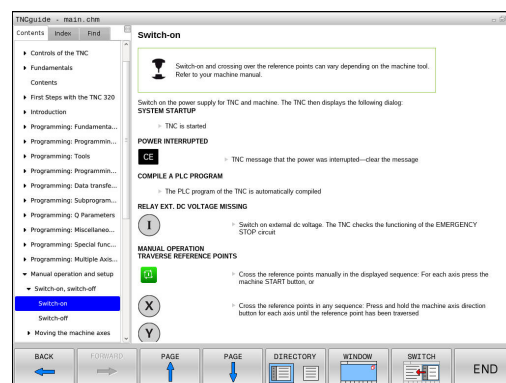 TNCguide - main.chm
Contents Index Find
Controls of the TNC
Fundamentals
Contents
First Steps with the TNC 320
Introduction
Programming: Fundamenta...
Programming: Programmin...
Programming: Tools
Programming: Programmin...
Programming: Data transfe...
Programming: Subprogram...
Programming: Q Parameters
Programming: Miscellaneo...
Programming: Special func...
Programming: Multiple Axis...
Manual operation and setup
Switch-on, switch-off
Switch-on
Switch-off
Moving the machine axes
Switch-on
Switch-on and crossing over the reference points can vary depending on the machine tool.
Refer to your machine manual.
Switch on the power supply for TNC and machine. The TNC then displays the following dialog:
SYSTEM STARTUP
TNC is started
POWER INTERRUPTED
CE
TNC message that the power was interrupted—clear the message
COMPILE A PLC PROGRAM
The PLC program of the TNC is automatically compiled
RELAY EXT. DC VOLTAGE MISSING
I
Switch on external dc voltage. The TNC checks the functioning of the EMERGENCY
STOP circuit
MANUAL OPERATION
TRAVERSE REFERENCE POINTS
Cross the reference points manually in the displayed sequence: For each axis press the
machine START button, or
X
Cross the reference points in any sequence: Press and hold the machine axis direction
button for each axis until the reference point has been traversed
Y
BACK FORWARD PAGE PAGE DIRECTORY WINDOW SWITCH END